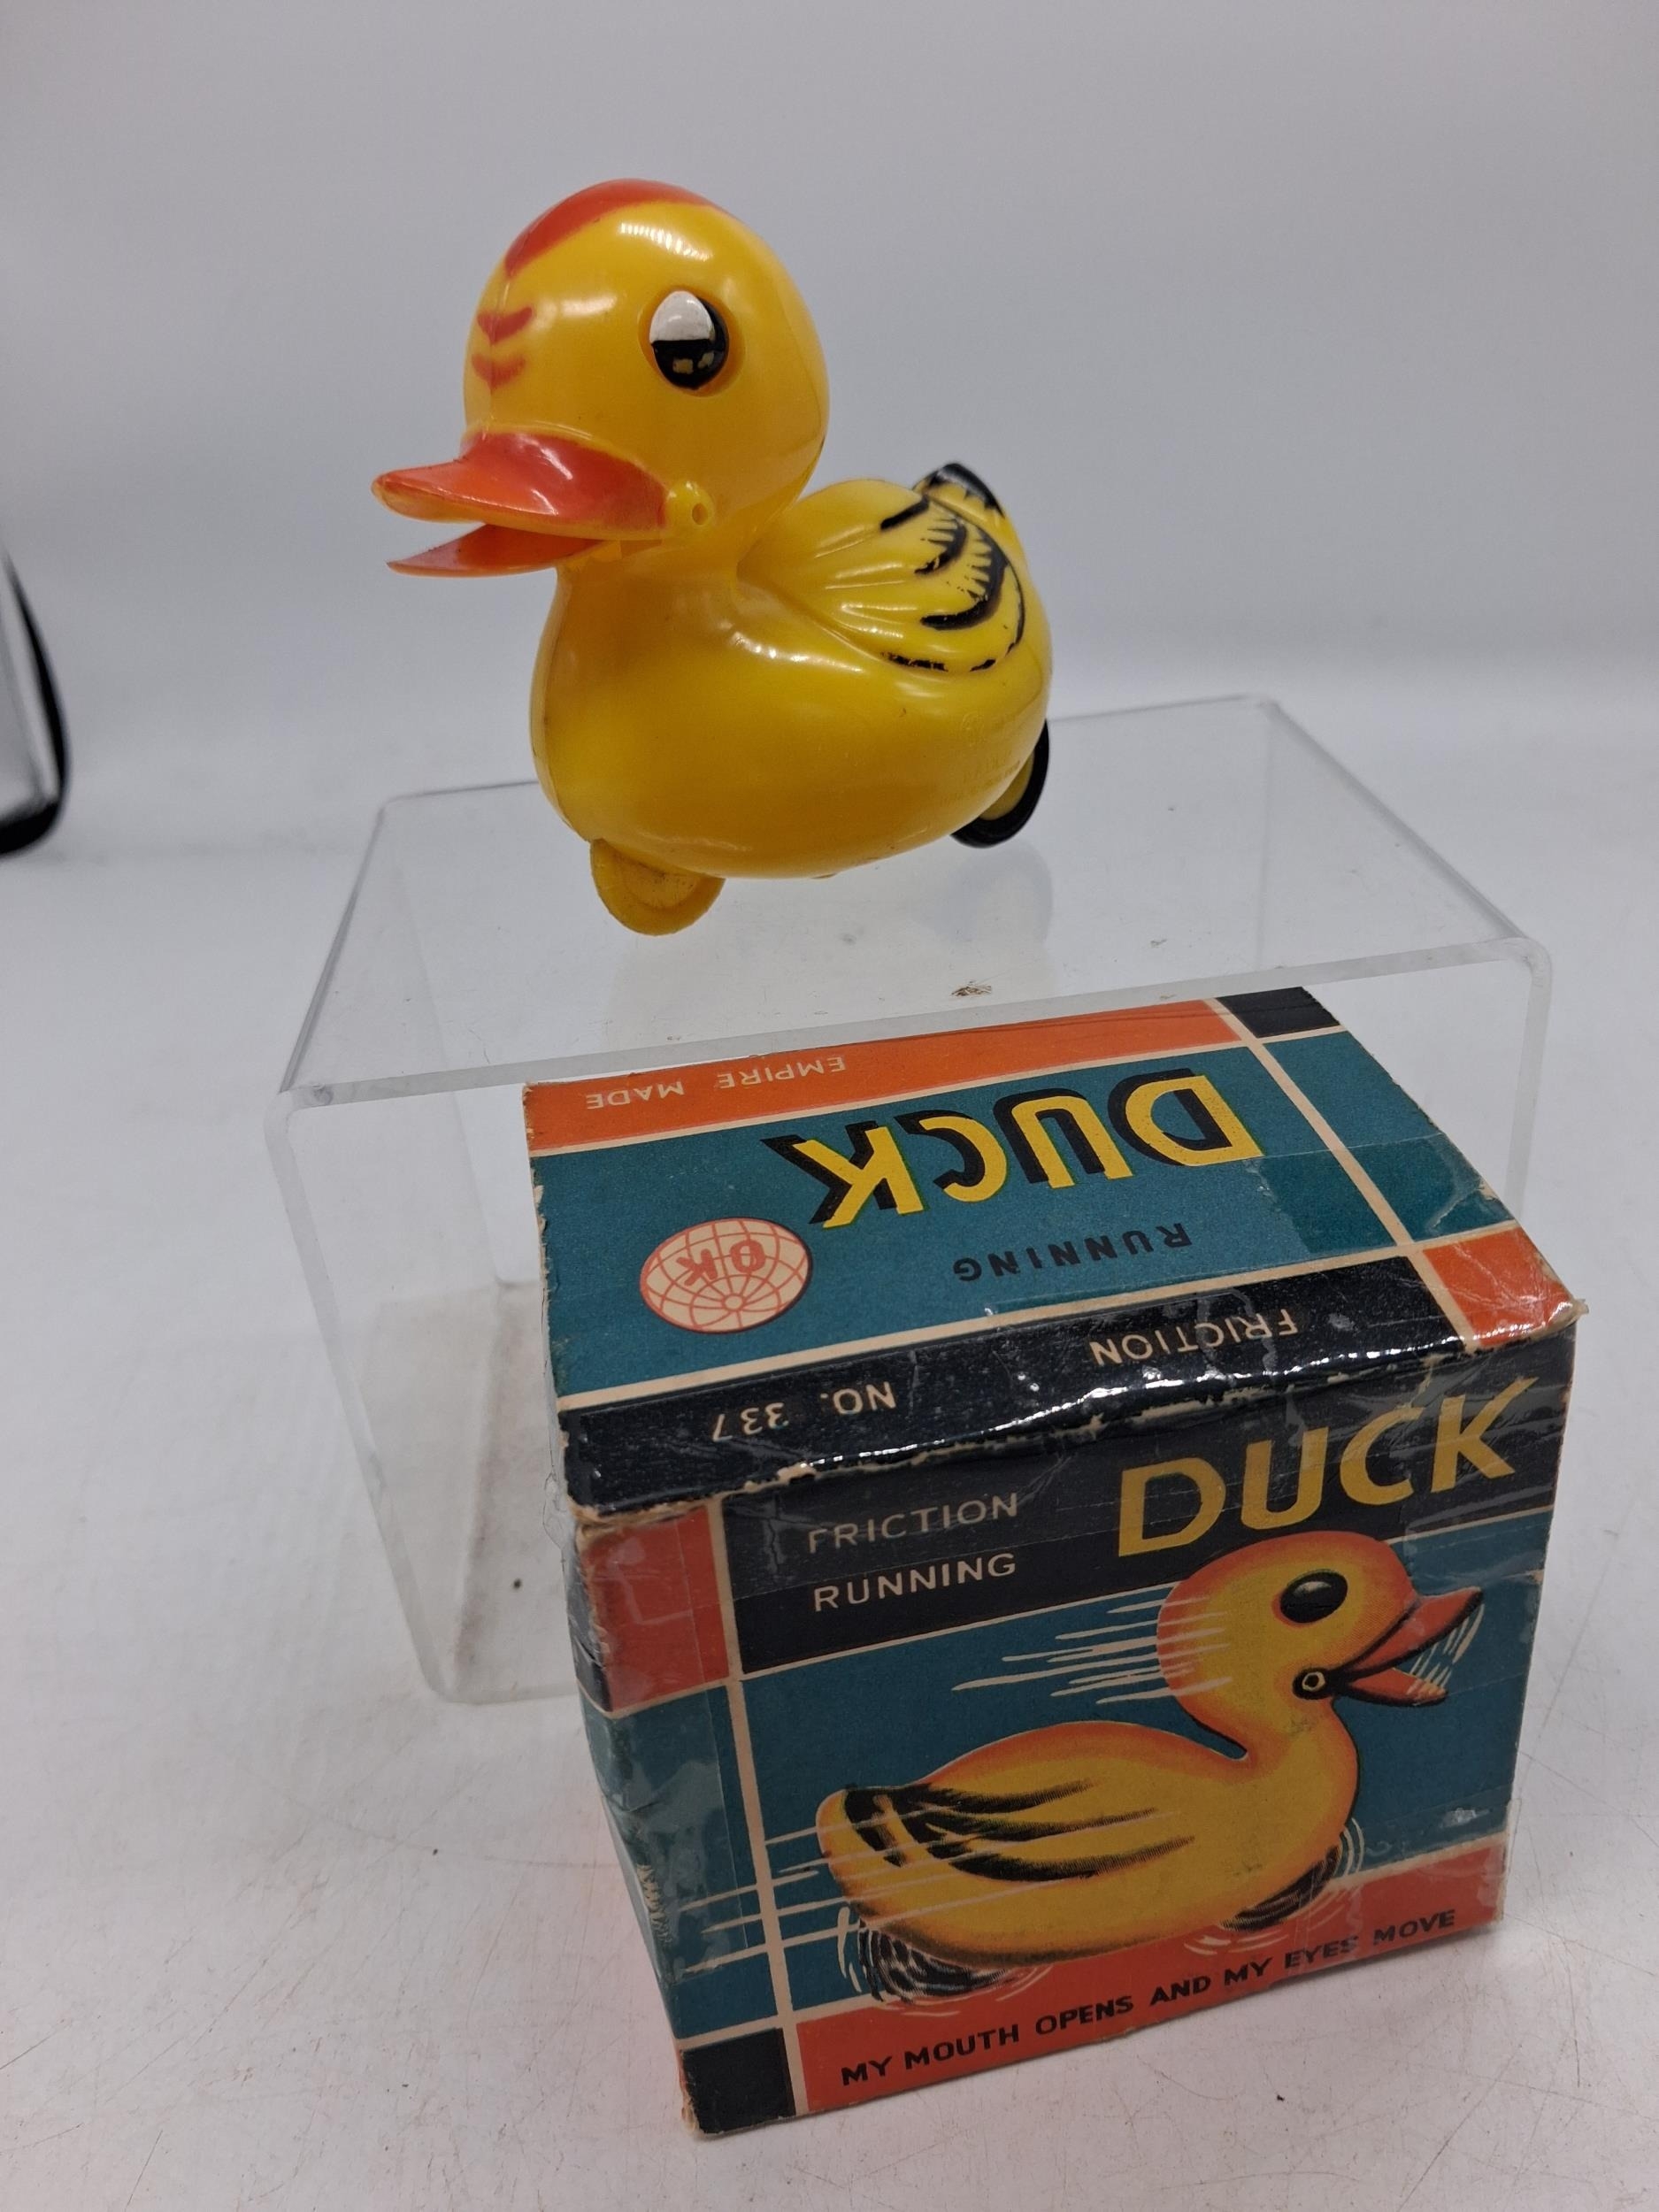 EMPIRE MADE
DUCK
RUNNING
OK
FRICTION
NO. 337
FRICTION
RUNNING
DUCK
MY MOUTH OPENS AND MY EYES MOVE